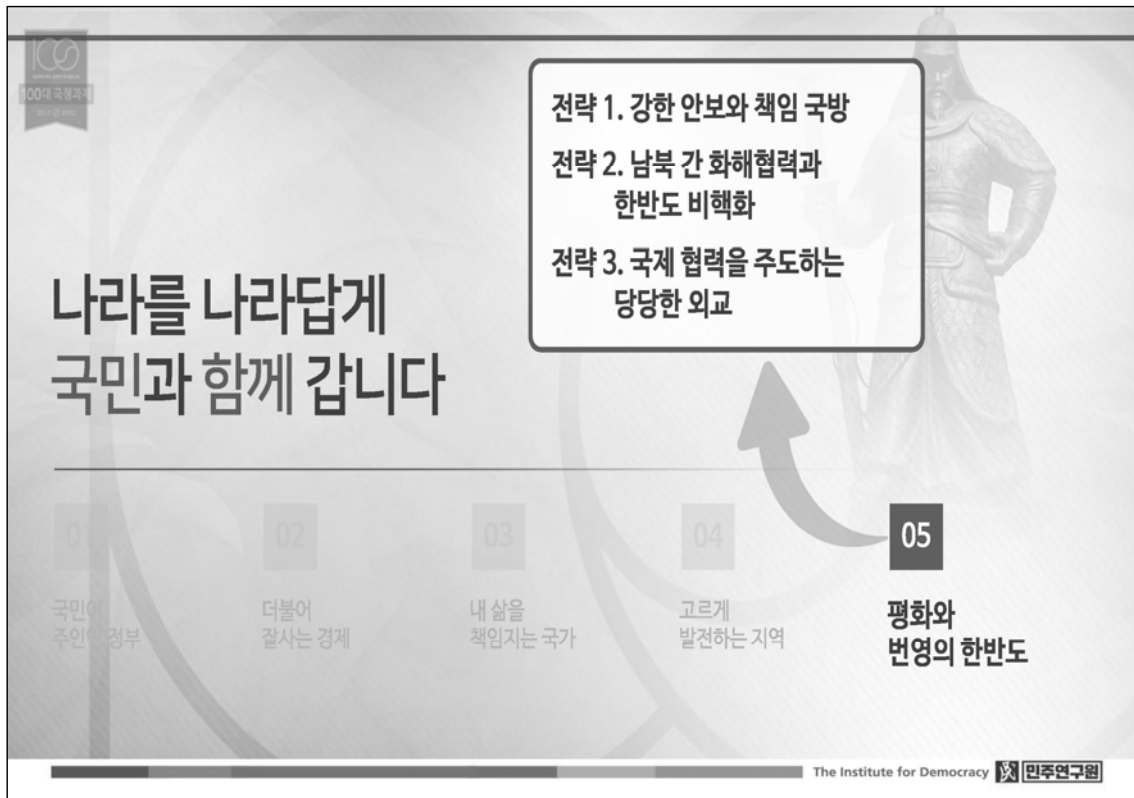 100대 국정과제
전략 1. 강한 안보와 책임 국방
전략 2. 남북 간 화해협력과
한반도 비핵화
전략 3. 국제 협력을 주도하는
당당한 외교
나라를 나라답게
국민과 함께 갑니다
01
국민이
주인인 정부
02
더불어
잘사는 경제
03
내 삶을
책임지는 국가
04
고르게
발전하는 지역
05
평화와
번영의 한반도
The Institute for Democracy 민주연구원